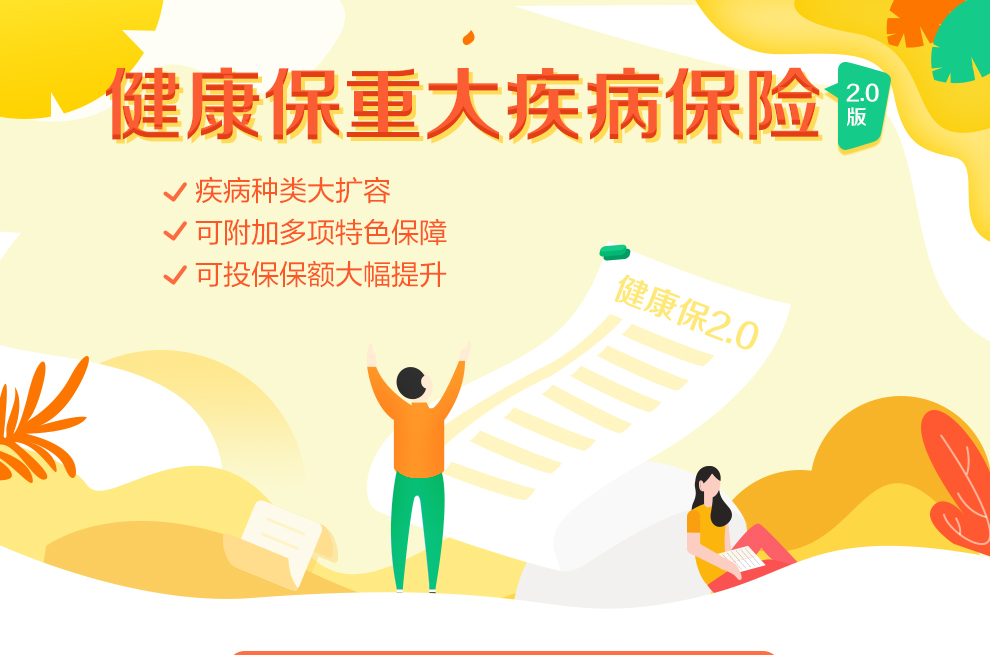 健康保重大疾病保险
2.0
版
疾病种类大扩容
可附加多项特色保障
可投保保额大幅提升
健康保2.0